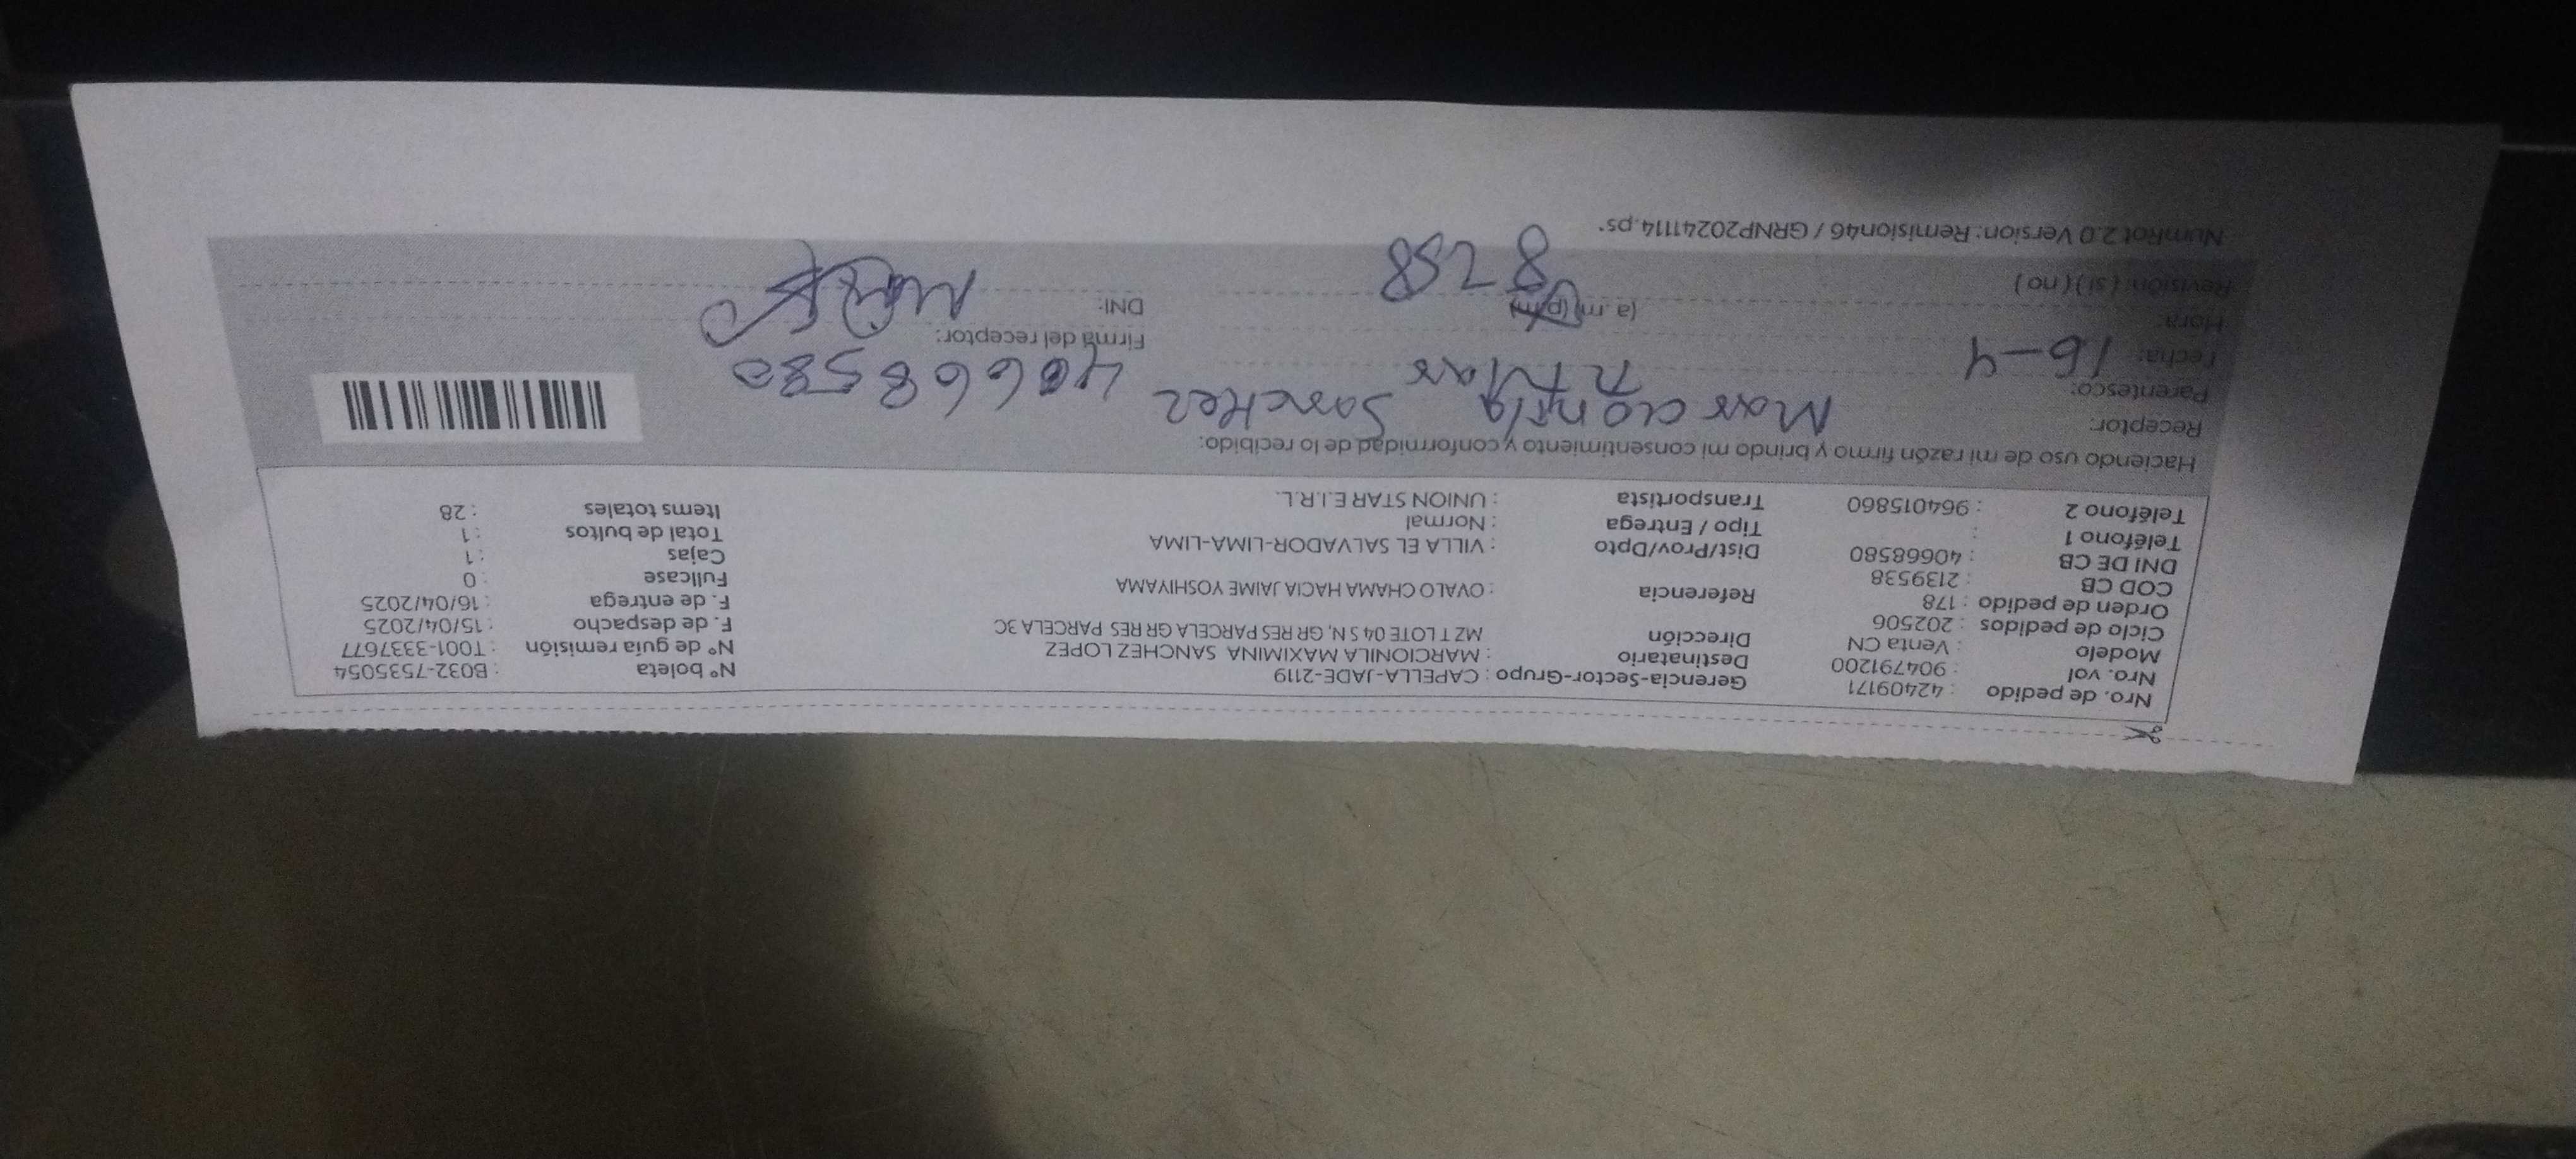 Nro. de pedido : 42409171 Gerencia-Sector-Grupo : CAPELLA-JADE-2119 N° boleta : B032-7535054
Nro. vol : 904791200 Destinatario : MARCIONILA MAXIMINA SANCHEZ LOPEZ N° de guía remisión : T001-3337677
Modelo : Venta CN Dirección MZ T LOTE 04 S N, GR RES PARCELA GR RES PARCELA 3C F. de despacho : 15/04/2025
Ciclo de pedidos : 202506 F. de entrega : 16/04/2025
Orden de pedido : 178 Referencia : OVALO CHAMA HACIA JAIME YOSHIYAMA Fullcase : 0
COD CB : 2139538 Cajas : 1
DNI DE CB : 40668580 Dist/Prov/Dpto : VILLA EL SALVADOR-LIMA-LIMA Total de bultos : 1
Teléfono 1 : Tipo / Entrega : Normal Items totales : 28
Teléfono 2 : 964015860 Transportista : UNION STAR E.I.R.L.
Haciendo uso de mi razón firmo y brindo mi consentimiento y conformidad de lo recibido:
Receptor: Marcionila Sanchez 40668580
Parentesco:
Fecha: 16-4 Firma del receptor:
Hora: (a. m) (p. m) DNI:
Revisión: ( si ) ( no ) 8 258
NumRot 2.0 Version: Remision46 / GRNP20241114.ps*